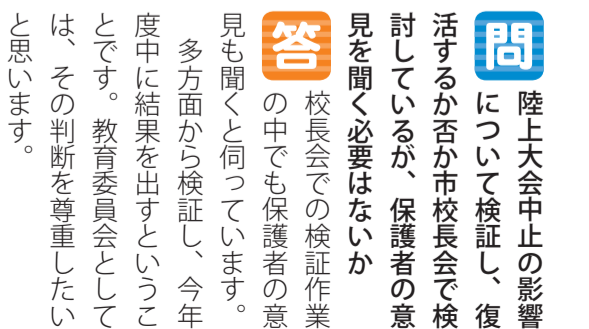 問
陸上大会中止の影響
について検証し、復
活するか否か市校長会で検
討しているが、保護者の意
見を聞く必要はないか
答
校長会での検証作業
の中でも保護者の意
見も聞くと伺っています。
多方面から検証し、今年
度中に結果を出すというこ
とです。教育委員会として
は、その判断を尊重したい
と思います。